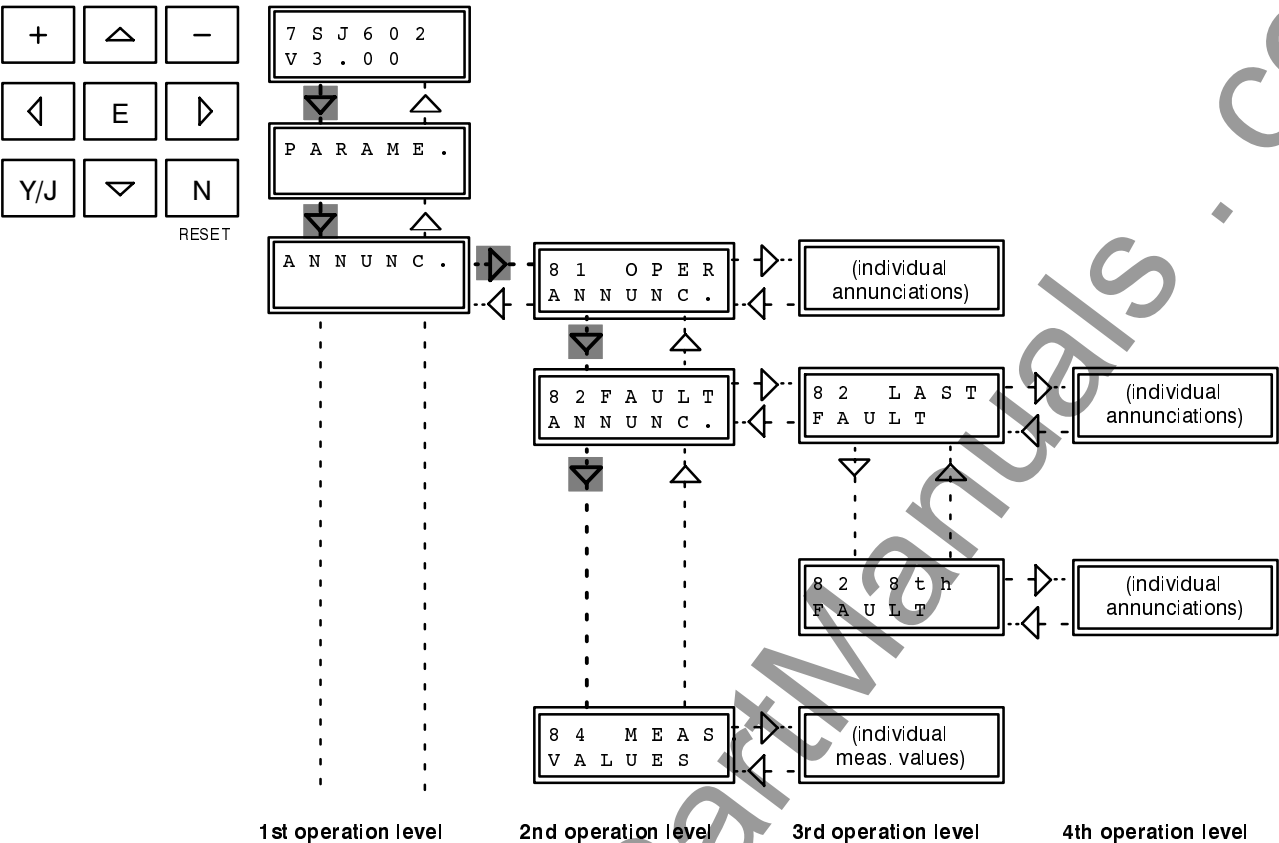 +
-
E
Y/J
N
RESET
7SJ602
V3.00
PARAME.
ANNUNC.
81 OPER
ANNUNC.
(individual
annunciations)
82FAULT
ANNUNC.
82 LAST
FAULT
(individual
annunciations)
82 8th
FAULT
(individual
annunciations)
84 MEAS
VALUES
(individual
meas. values)
1st operation level
2nd operation level
3rd operation level
4th operation level
artManuals . c